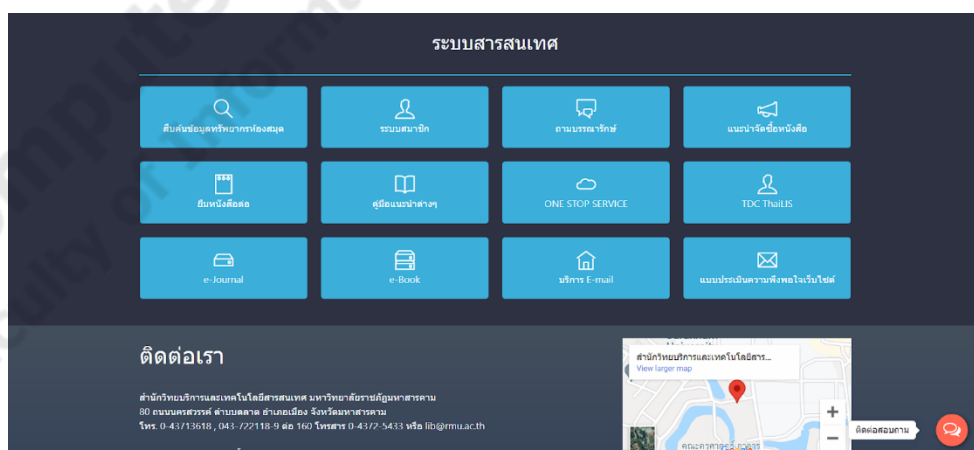 ระบบสารสนเทศ
สืบค้นข้อมูลทรัพยากรห้องสมุด
ระบบสมาชิก
ถามบรรณารักษ์
แนะนำจัดซื้อหนังสือ
ยืมหนังสือต่อ
คู่มือแนะนำต่างๆ
ONE STOP SERVICE
TDC ThaiLIS
e-Journal
e-Book
บริการ E-mail
แบบประเมินความพึงพอใจเว็บไซต์
ติดต่อเรา
สำนักวิทยบริการและเทคโนโลยีสารสนเทศ มหาวิทยาลัยราชภัฏมหาสารคาม
80 ถนนนครสวรรค์ ตำบลตลาด อำเภอเมือง จังหวัดมหาสารคาม
โทร. 0-43713618 , 043-722118-9 ต่อ 160 โทรสาร 0-4372-5433 หรือ lib@rmu.ac.th
สำนักวิทยบริการและเทคโนโลยีสาร...
View larger map
ติดต่อสอบถาม